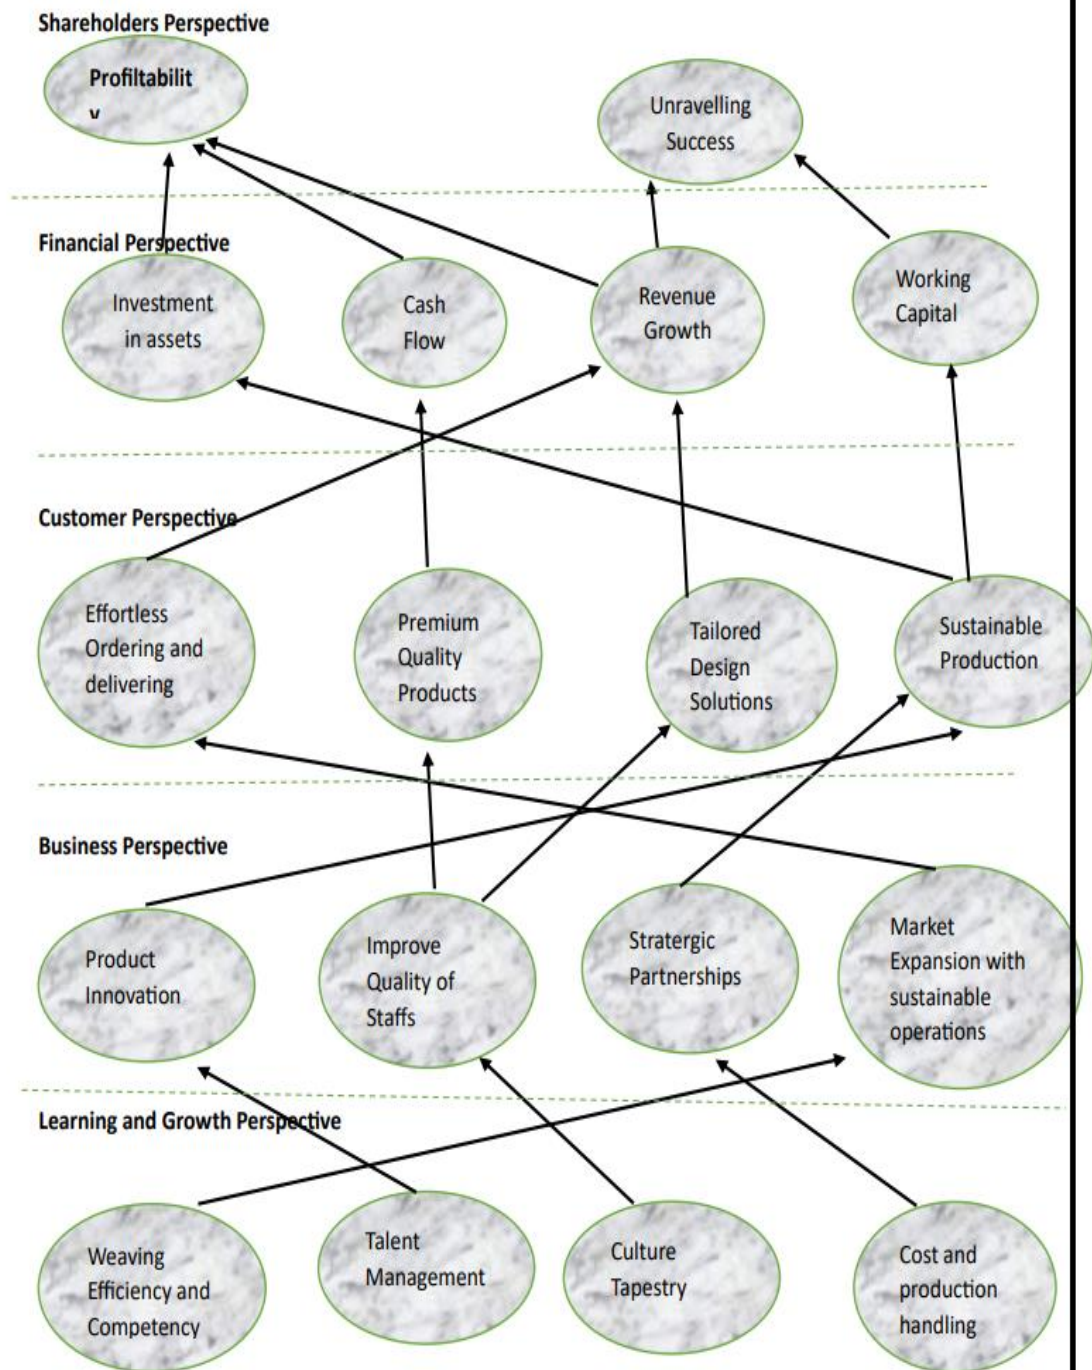 Shareholders Perspective
Profiltabilit
y
Unravelling
Success
Financial Perspective
Investment
in assets
Cash
Flow
Revenue
Growth
Working
Capital
Customer Perspective
Effortless
Ordering and
delivering
Premium
Quality
Products
Tailored
Design
Solutions
Sustainable
Production
Business Perspective
Product
Innovation
Improve
Quality of
Staffs
Stratergic
Partnerships
Market
Expansion with
sustainable
operations
Learning and Growth Perspective
Weaving
Efficiency and
Competency
Talent
Management
Culture
Tapestry
Cost and
production
handling